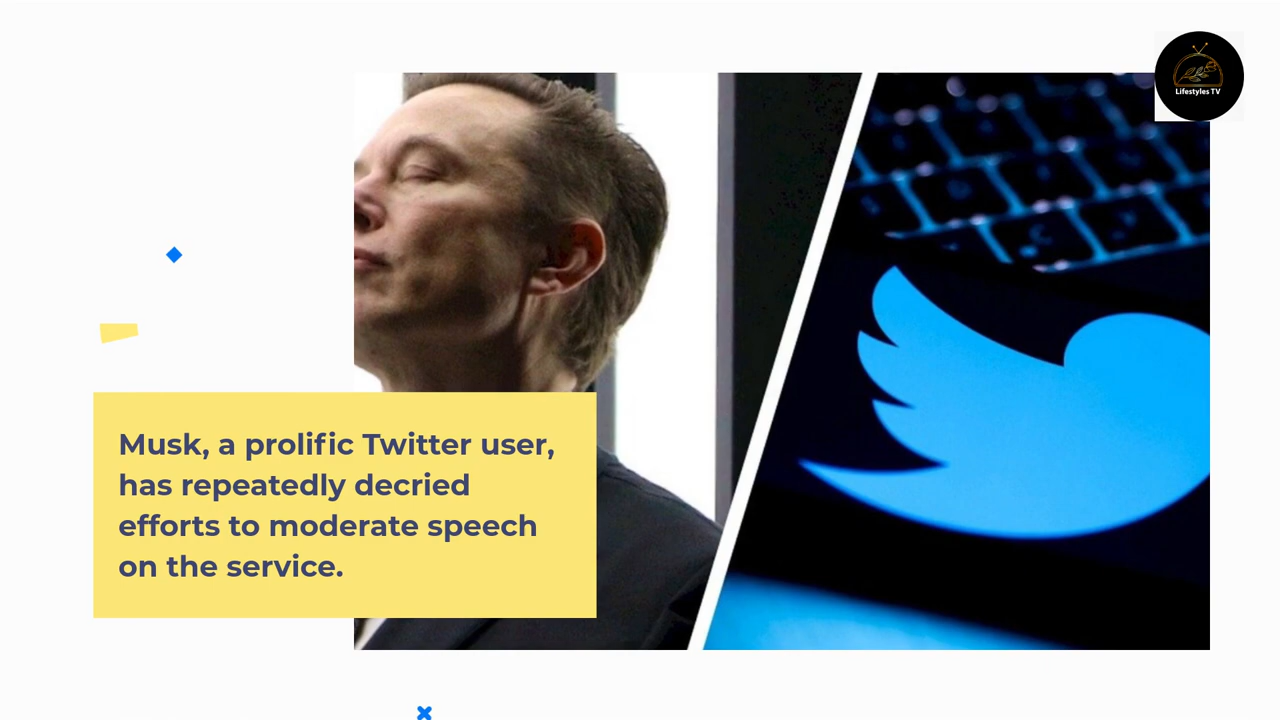 Lifestyles TV
Musk, a prolific Twitter user,
has repeatedly decried
efforts to moderate speech
on the service.